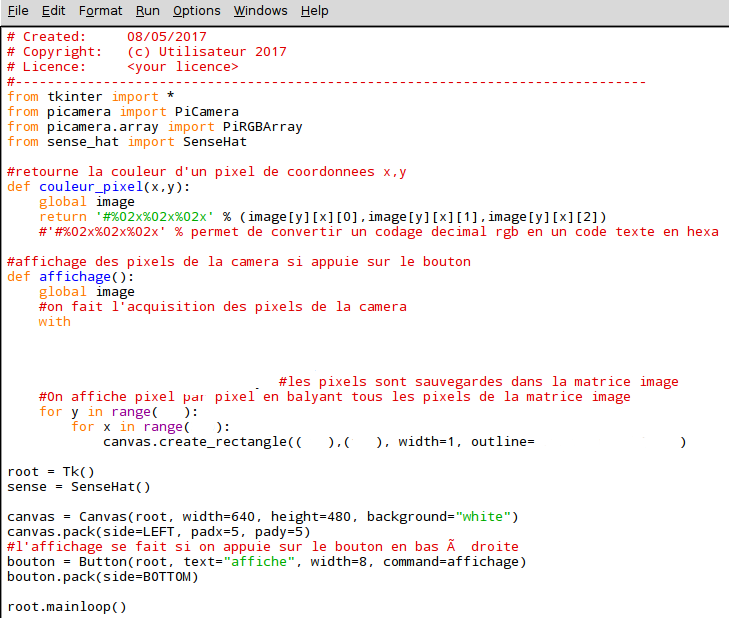 File Edit Format Run Options Windows Help
# Created:     08/05/2017
# Copyright:   (c) Utilisateur 2017
# Licence:     <your licence>
#-------------------------------------------------------------------------------
from tkinter import *
from picamera import PiCamera
from picamera.array import PiRGBArray
from sense_hat import SenseHat

#retourne la couleur d'un pixel de coordonnees x,y
def couleur_pixel(x,y):
    global image
    return '#%02x%02x%02x' % (image[y][x][0],image[y][x][1],image[y][x][2])
    #'#%02x%02x%02x' % permet de convertir un codage decimal rgb en un code texte en hexa

#affichage des pixels de la camera si appuie sur le bouton
def affichage():
    global image
    #on fait l'acquisition des pixels de la camera
    with
                                  #les pixels sont sauvegardes dans la matrice image
    #On affiche pixel par pixel en balyant tous les pixels de la matrice image
    for y in range(   ):
        for x in range(   ):
            canvas.create_rectangle((   ),(   ), width=1, outline=                  )

root = Tk()
sense = SenseHat()

canvas = Canvas(root, width=640, height=480, background="white")
canvas.pack(side=LEFT, padx=5, pady=5)
#l'affichage se fait si on appuie sur le bouton en bas Ã  droite
bouton = Button(root, text="affiche", width=8, command=affichage)
bouton.pack(side=BOTTOM)

root.mainloop()